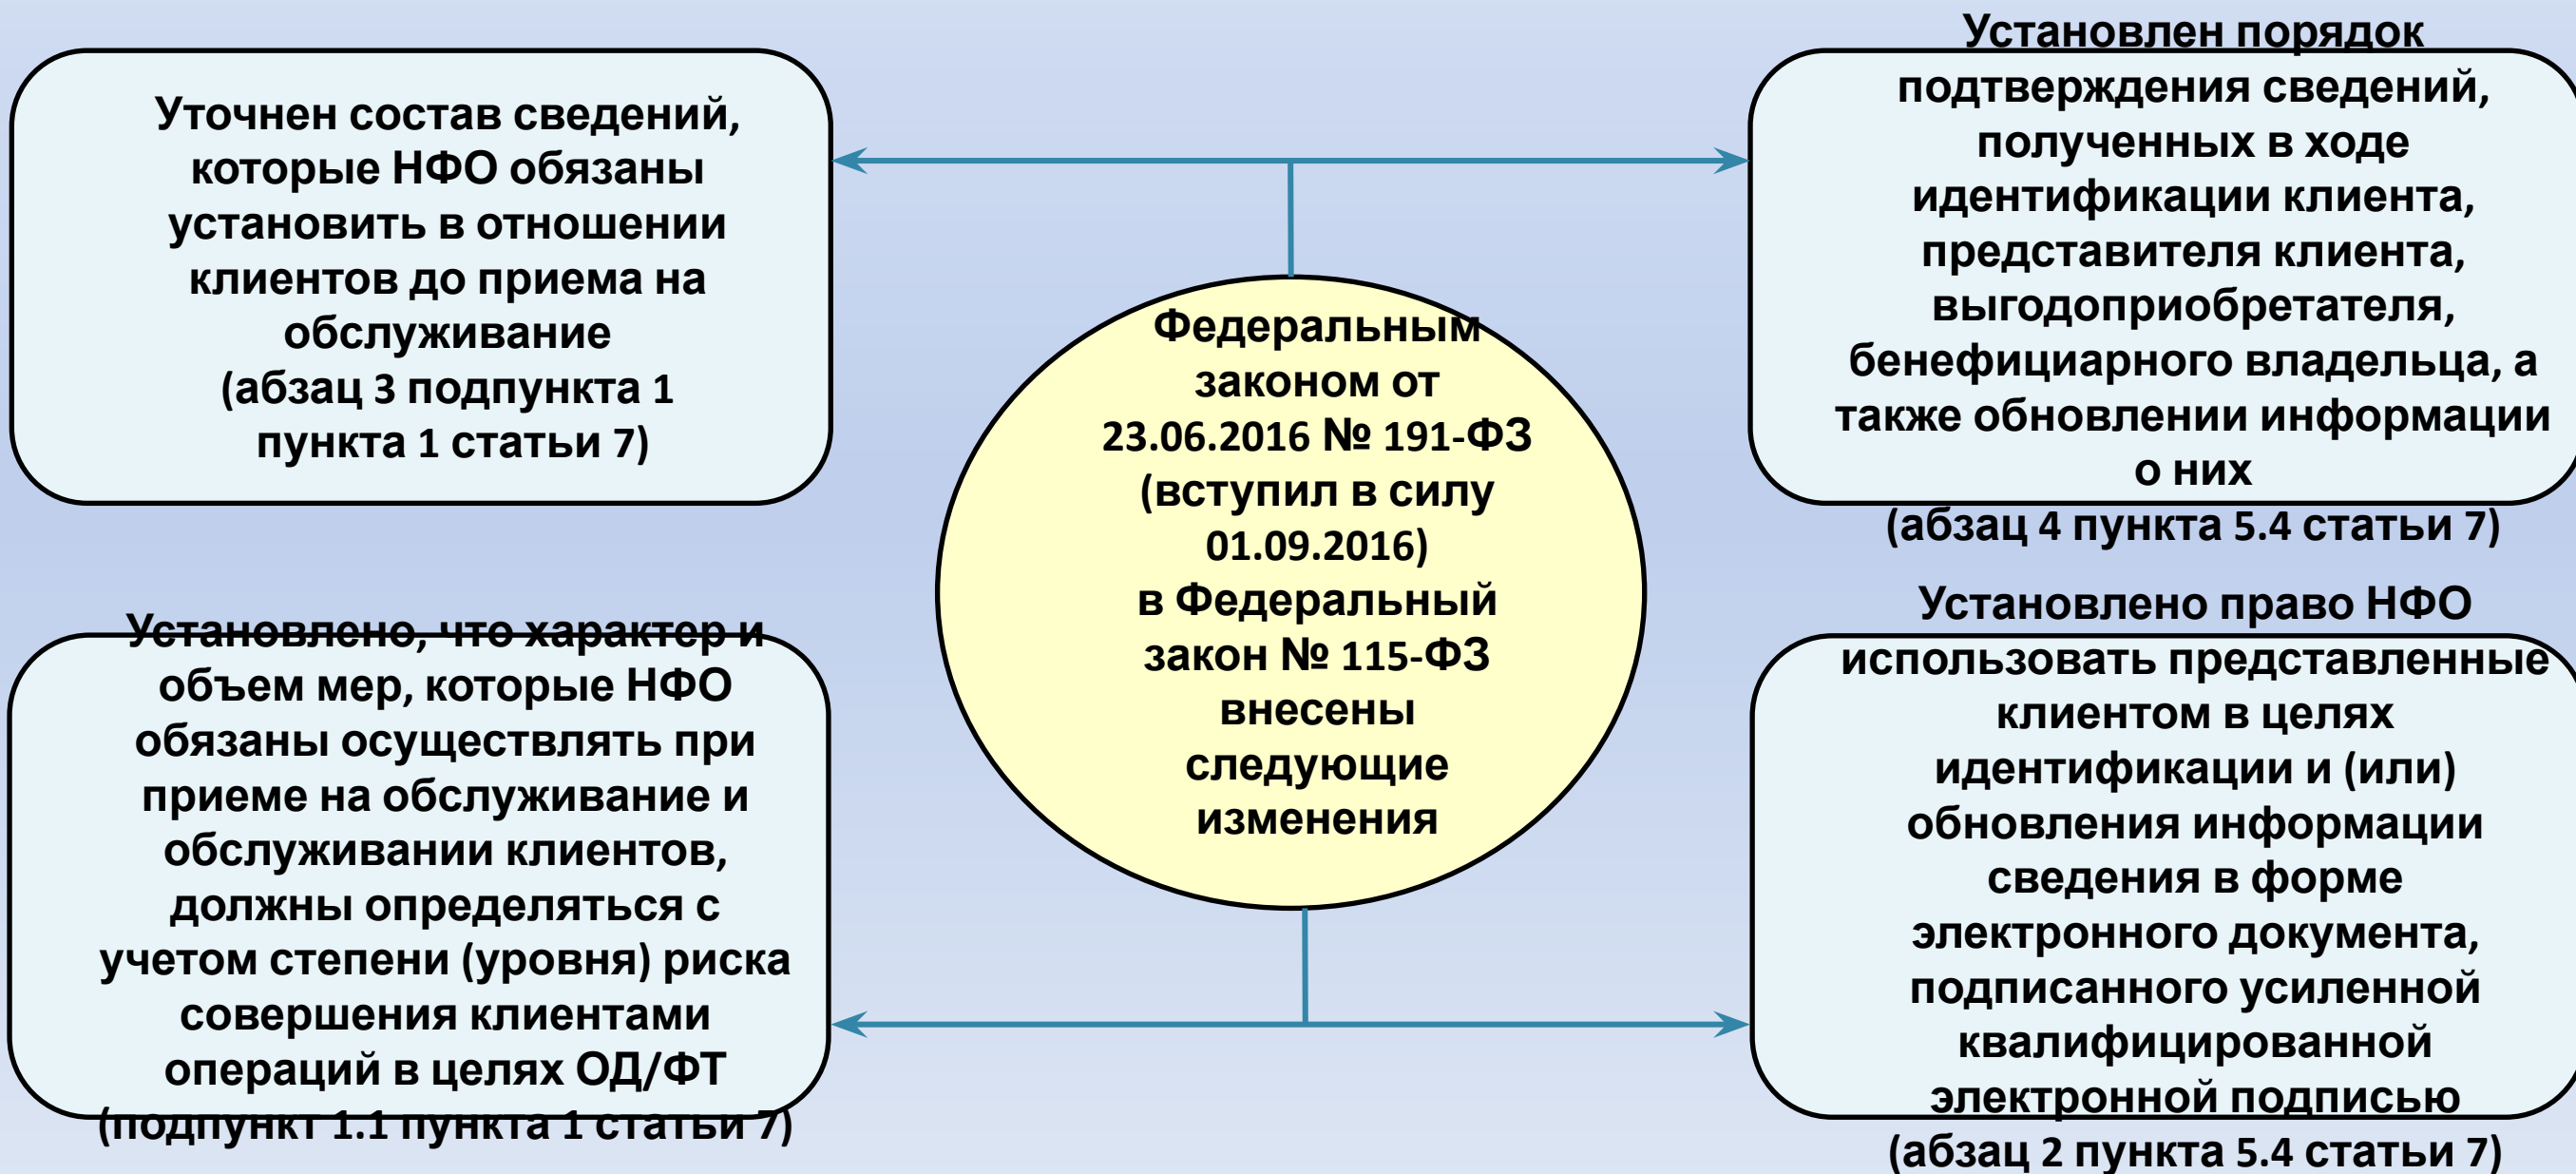 Уточнен состав сведений,
которые НФО обязаны
установить в отношении
клиентов до приема на
обслуживание
(абзац 3 подпункта 1
пункта 1 статьи 7)
Установлен порядок
подтверждения сведений,
полученных в ходе
идентификации клиента,
представителя клиента,
выгодоприобретателя,
бенефициарного владельца, а
также обновлении информации
о них
(абзац 4 пункта 5.4 статьи 7)
Федеральным
законом от
23.06.2016 № 191-ФЗ
(вступил в силу
01.09.2016)
в Федеральный
закон № 115-ФЗ
внесены
следующие
изменения
Установлено, что характер и
объем мер, которые НФО
обязаны осуществлять при
приеме на обслуживание и
обслуживании клиентов,
должны определяться с
учетом степени (уровня) риска
совершения клиентами
операций в целях ОД/ФТ
(подпункт 1.1 пункта 1 статьи 7)
Установлено право НФО
использовать представленные
клиентом в целях
идентификации и (или)
обновления информации
сведения в форме
электронного документа,
подписанного усиленной
квалифицированной
электронной подписью
(абзац 2 пункта 5.4 статьи 7)